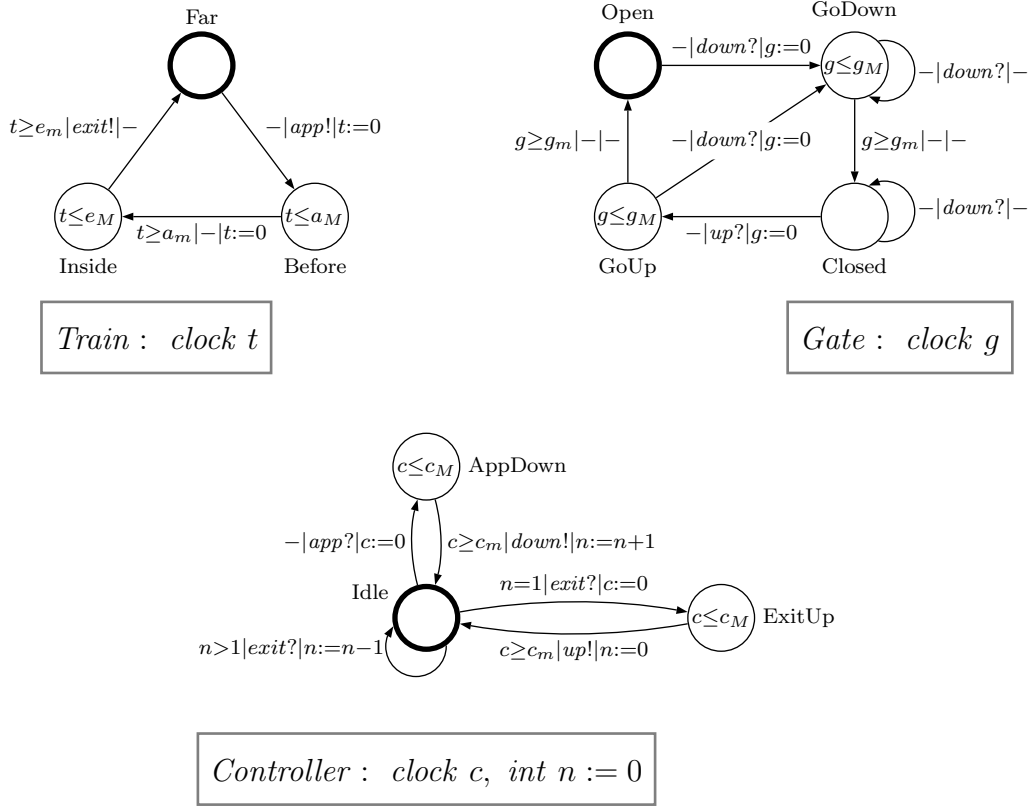 Far
t≥e_m|exit!|−
−|app!|t:=0
t≤e_M
t≤a_M
t≥a_m|−|t:=0
Inside
Before
Train : clock t
Open
GoDown
−|down?|g:=0
g≤g_M
−|down?|−
g≥g_m|−|−
−|down?|g:=0
g≥g_m|−|−
g≤g_M
−|down?|−
−|up?|g:=0
GoUp
Closed
Gate : clock g
c≤c_M
AppDown
−|app?|c:=0
c≥c_m|down!|n:=n+1
Idle
n=1|exit?|c:=0
c≤c_M
ExitUp
n>1|exit?|n:=n−1
c≥c_m|up!|n:=0
Controller : clock c, int n := 0